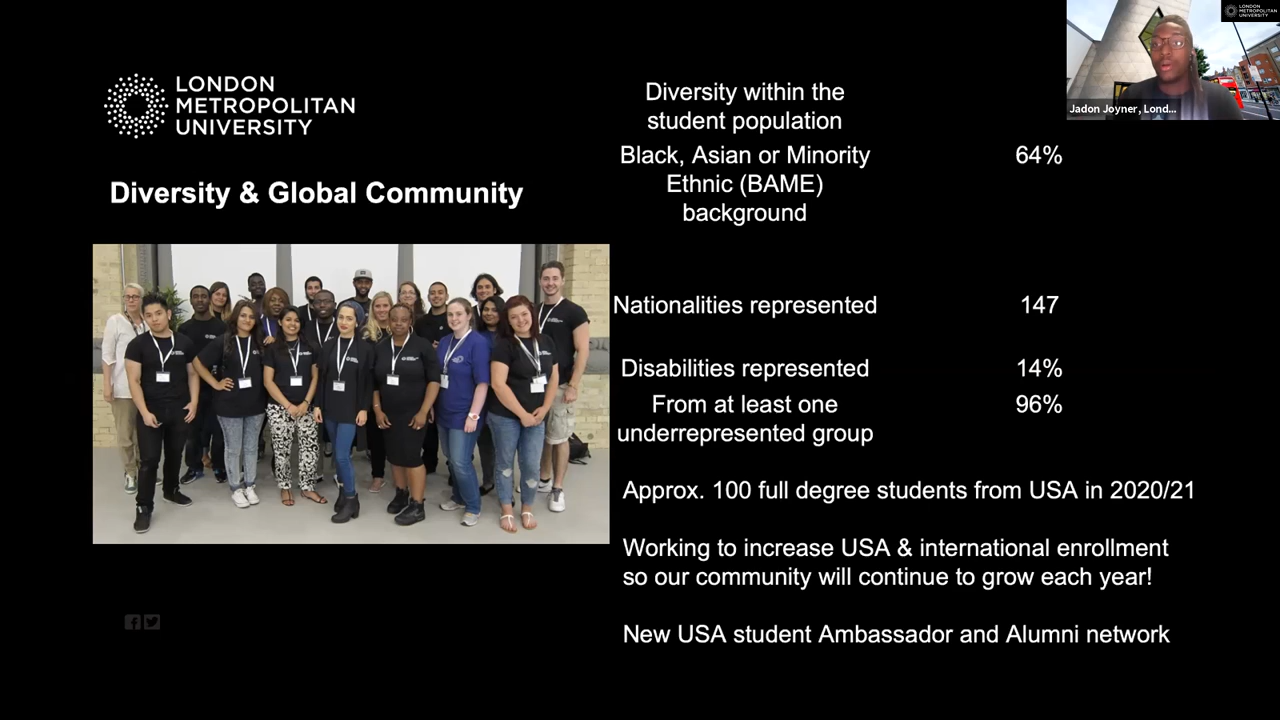 LONDON
METROPOLITAN
UNIVERSITY
Diversity & Global Community
Diversity within the
student population
Black, Asian or Minority
Ethnic (BAME)
background
64%
Nationalities represented
147
Disabilities represented
14%
From at least one
underrepresented group
96%
Approx. 100 full degree students from USA in 2020/21
Working to increase USA & international enrollment
so our community will continue to grow each year!
New USA student Ambassador and Alumni network
LONDON
METROPOLITAN
UNIVERSITY
Jadon Joyner, Lond...